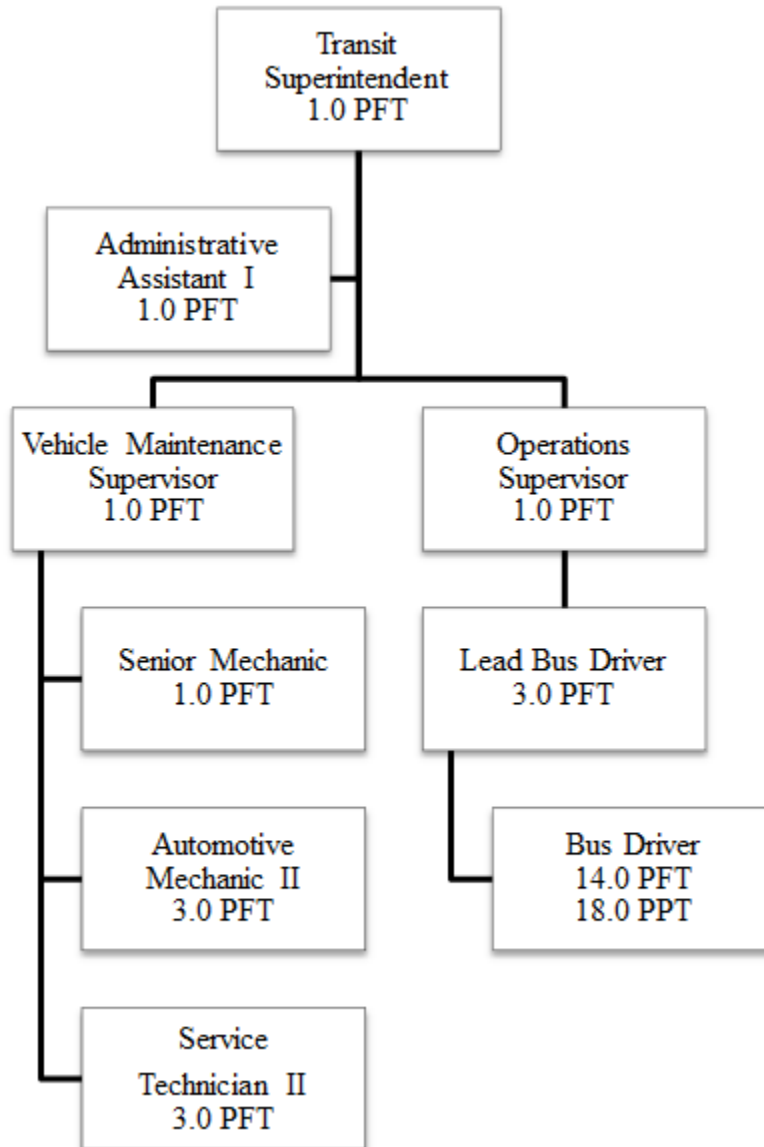 Transit
Superintendent
1.0 PFT
Administrative
Assistant I
1.0 PFT
Vehicle Maintenance
Supervisor
1.0 PFT
Operations
Supervisor
1.0 PFT
Senior Mechanic
1.0 PFT
Lead Bus Driver
3.0 PFT
Automotive
Mechanic II
3.0 PFT
Bus Driver
14.0 PFT
18.0 PPT
Service
Technician II
3.0 PFT